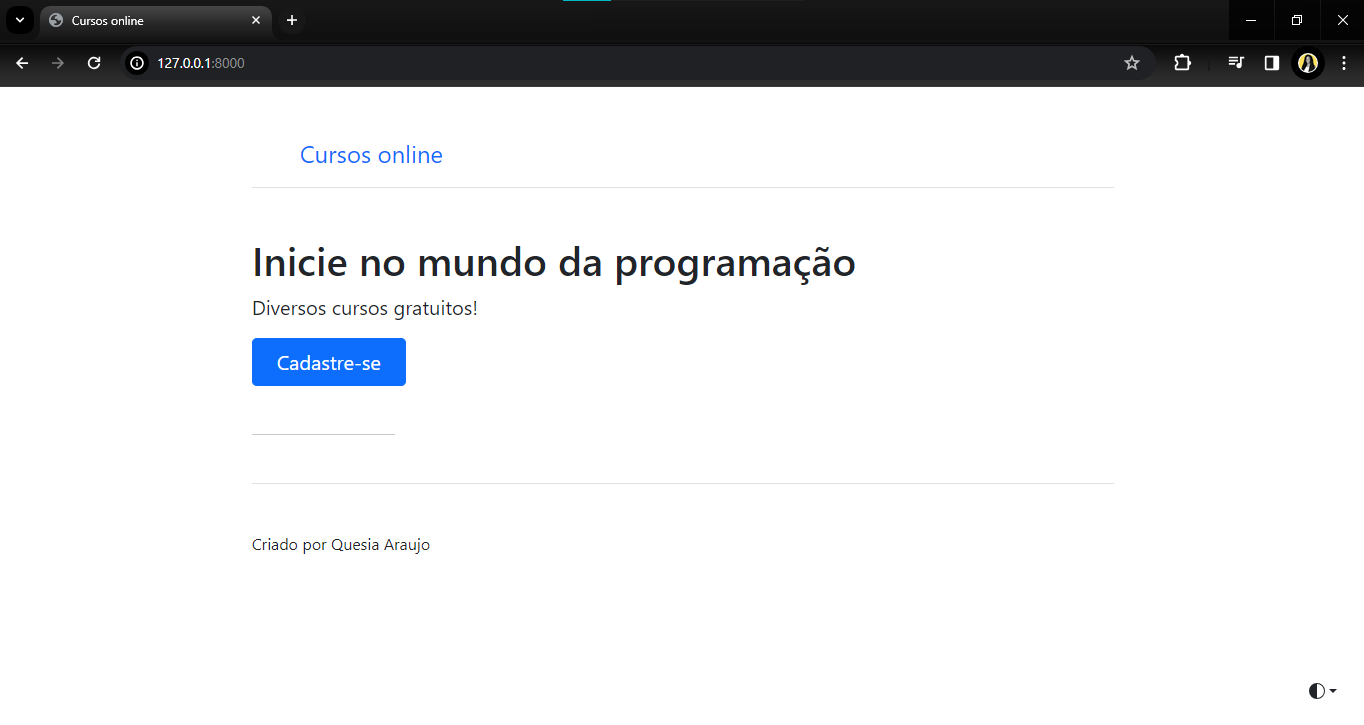 Cursos online
127.0.0.1:8000
Cursos online
Inicie no mundo da programação
Diversos cursos gratuitos!
Cadastre-se
Criado por Quesia Araujo